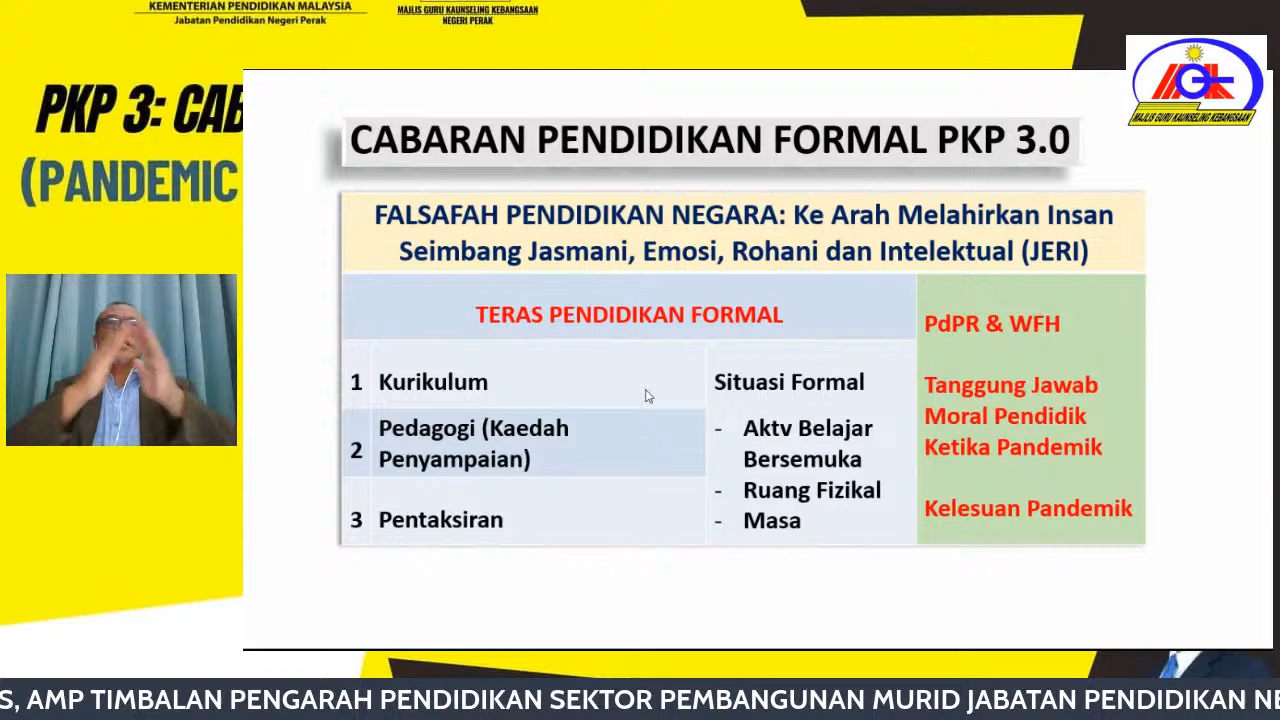 KEMENTERIAN PENDIDIKAN MALAYSIA
Jabatan Pendidikan Negeri Perak
MAJLIS GURU KAUNSELING KEBANGSAAN
NEGERI PERAK
PKP 3: CAB
(PANDEMIC
MAJLIS GURU KAUNSELING KEBANGSAAN
CABARAN PENDIDIKAN FORMAL PKP 3.0
FALSAFAH PENDIDIKAN NEGARA: Ke Arah Melahirkan Insan
Seimbang Jasmani, Emosi, Rohani dan Intelektual (JERI)
TERAS PENDIDIKAN FORMAL
1 Kurikulum
2 Pedagogi (Kaedah
Penyampaian)
3 Pentaksiran
Situasi Formal
- Aktv Belajar
Bersemuka
- Ruang Fizikal
- Masa
PdPR & WFH
Tanggung Jawab
Moral Pendidik
Ketika Pandemik
Kelesuan Pandemik
S, AMP TIMBALAN PENGARAH PENDIDIKAN SEKTOR PEMBANGUNAN MURID JABATAN PENDIDIKAN NE